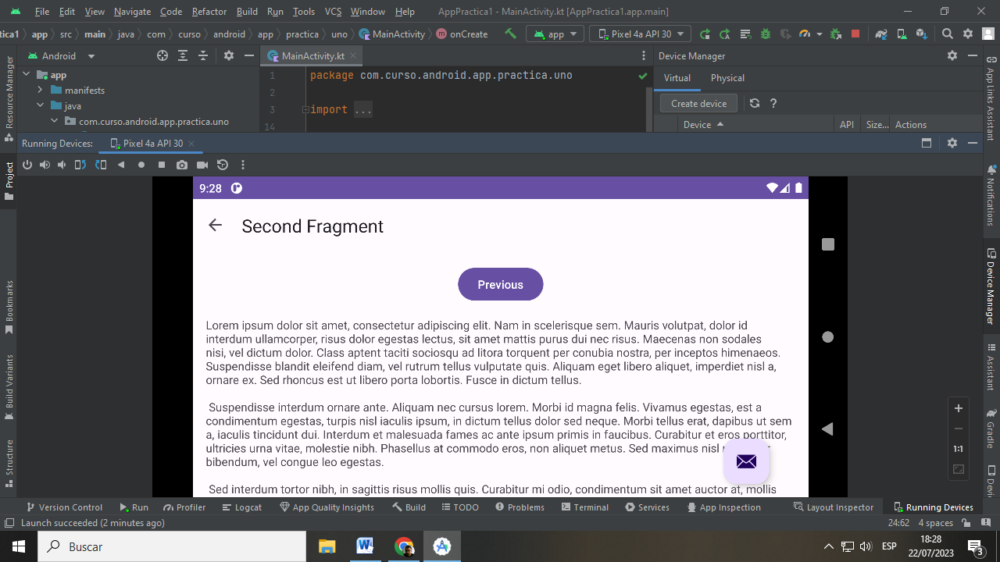 File Edit View Navigate Code Refactor Build Run Tools VCS Window Help AppPractica1 - MainActivity.kt [AppPractica1.app.main]
tica1 app src main java com curso android app practica uno MainActivity m onCreate app Pixel 4a API 30
Android
MainActivity.kt
Device Manager
app
manifests
java
com.curso.android.app.practica.uno
1 package com.curso.android.app.practica.uno
2
3 import ...
14
Virtual Physical
Create device ?
Device API Size... Actions
Running Devices: Pixel 4a API 30
9:28
Second Fragment
Previous
Lorem ipsum dolor sit amet, consectetur adipiscing elit. Nam in scelerisque sem. Mauris volutpat, dolor id
interdum ullamcorper, risus dolor egestas lectus, sit amet mattis purus dui nec risus. Maecenas non sodales
nisi, vel dictum dolor. Class aptent taciti sociosqu ad litora torquent per conubia nostra, per inceptos himenaeos.
Suspendisse blandit eleifend diam, vel rutrum tellus vulputate quis. Aliquam eget libero aliquet, imperdiet nisl a,
ornare ex. Sed rhoncus est ut libero porta lobortis. Fusce in dictum tellus.
Suspendisse interdum ornare ante. Aliquam nec cursus lorem. Morbi id magna felis. Vivamus egestas, est a
condimentum egestas, turpis nisl iaculis ipsum, in dictum tellus dolor sed neque. Morbi tellus erat, dapibus ut sem
a, iaculis tincidunt dui. Interdum et malesuada fames ac ante ipsum primis in faucibus. Curabitur et eros porttitor,
ultricies urna vitae, molestie nibh. Phasellus at commodo eros, non aliquet metus. Sed maximus nisl
bibendum, vel congue leo egestas.
Sed interdum tortor nibh, in sagittis risus mollis quis. Curabitur mi odio, condimentum sit amet auctor at, mollis
1:1
Resource Manager
Project
Bookmarks
Build Variants
Structure
App Links Assistant
Notifications
Device Manager
Assistant
Gradle
Devi
Version Control Run Profiler Logcat App Quality Insights Build TODO Problems Terminal Services App Inspection Layout Inspector Running Devices
Launch succeeded (2 minutes ago) 24:62 4 spaces
Buscar
ESP
18:28
22/07/2023
3